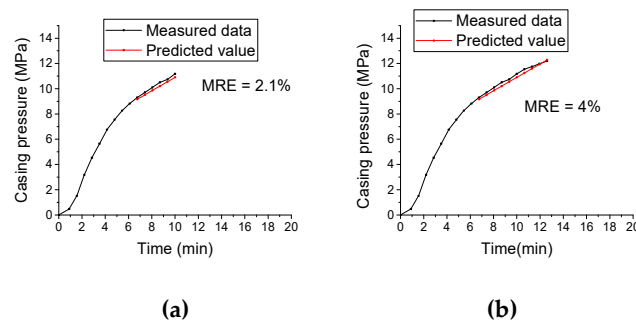 Measured data
Predicted value
MRE = 2.1%
Casing pressure (MPa)
14
12
10
8
6
4
2
0
0 2 4 6 8 10 12 14 16 18 20
Time (min)
(a)
Measured data
Predicted value
MRE = 4%
Casing pressure (MPa)
14
12
10
8
6
4
2
0
0 2 4 6 8 10 12 14 16 18 20
Time(min)
(b)